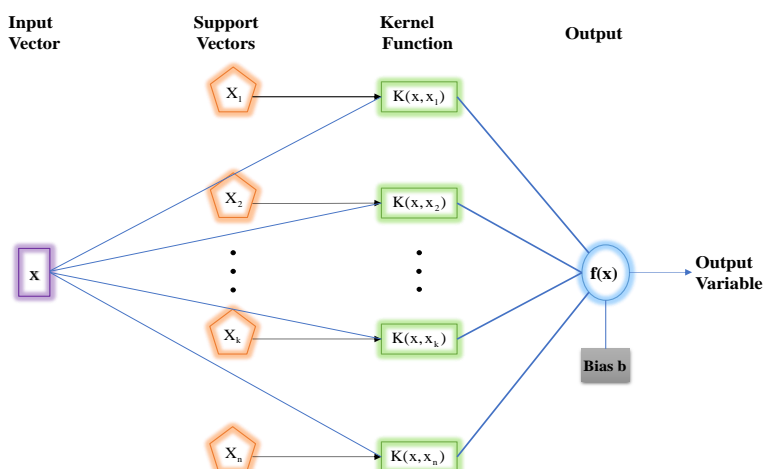 Input
Vector
Support
Vectors
Kernel
Function
Output
X₁
K(x, x₁)
X₂
K(x, x₂)
x
f(x)
Output
Variable
Xₖ
K(x, xₖ)
Bias b
Xₙ
K(x, xₙ)